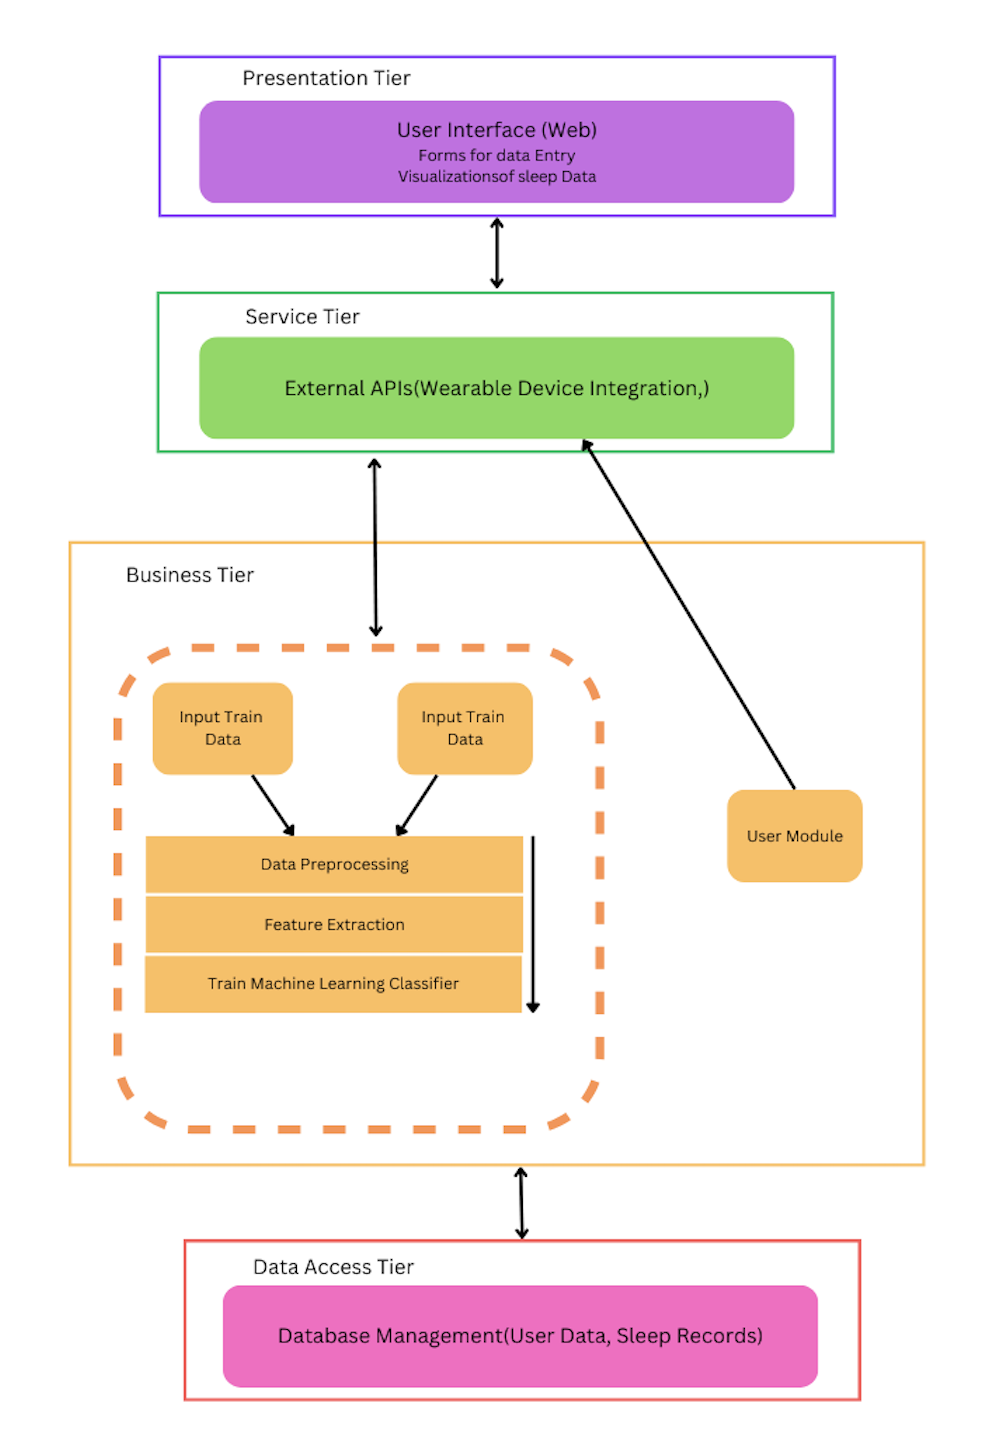 Presentation Tier
User Interface (Web)
Forms for data Entry
Visualizationsof sleep Data
Service Tier
External APIs(Wearable Device Integration,)
Business Tier
Input Train
Data
Input Train
Data
User Module
Data Preprocessing
Feature Extraction
Train Machine Learning Classifier
Data Access Tier
Database Management(User Data, Sleep Records)